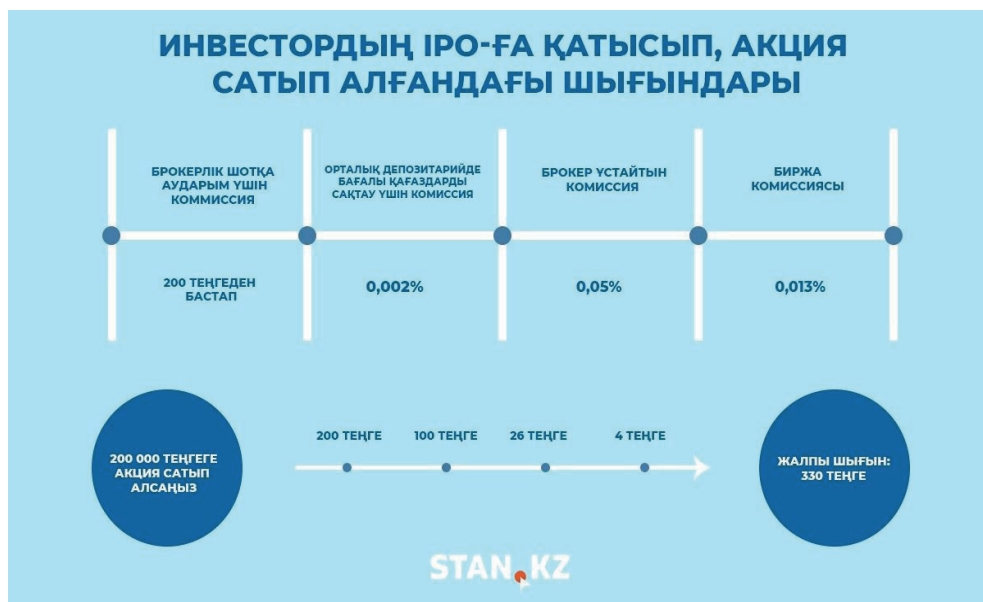 ИНВЕСТОРДЫҢ IPO-ҒА ҚАТЫСЫП, АКЦИЯ
САТЫП АЛҒАНДАҒЫ ШЫҒЫНДАРЫ
БРОКЕРЛІК ШОТҚА
АУДАРЫМ ҮШІН
КОММИССИЯ
ОРТАЛЫҚ ДЕПОЗИТАРИЙДЕ
БАҒАЛЫ ҚАҒАЗДАРДЫ
САҚТАУ ҮШІН КОМИССИЯ
БРОКЕР ҰСТАЙТЫН
КОМИССИЯ
БИРЖА
КОМИССИЯСЫ
200 ТЕҢГЕДЕН
БАСТАП
0,002%
0,05%
0,013%
200 000 ТЕҢГЕГЕ
АКЦИЯ САТЫП
АЛСАҢЫЗ
200 ТЕҢГЕ
100 ТЕҢГЕ
26 ТЕҢГЕ
4 ТЕҢГЕ
ЖАЛПЫ ШЫҒЫН:
330 ТЕҢГЕ
STAN.KZ